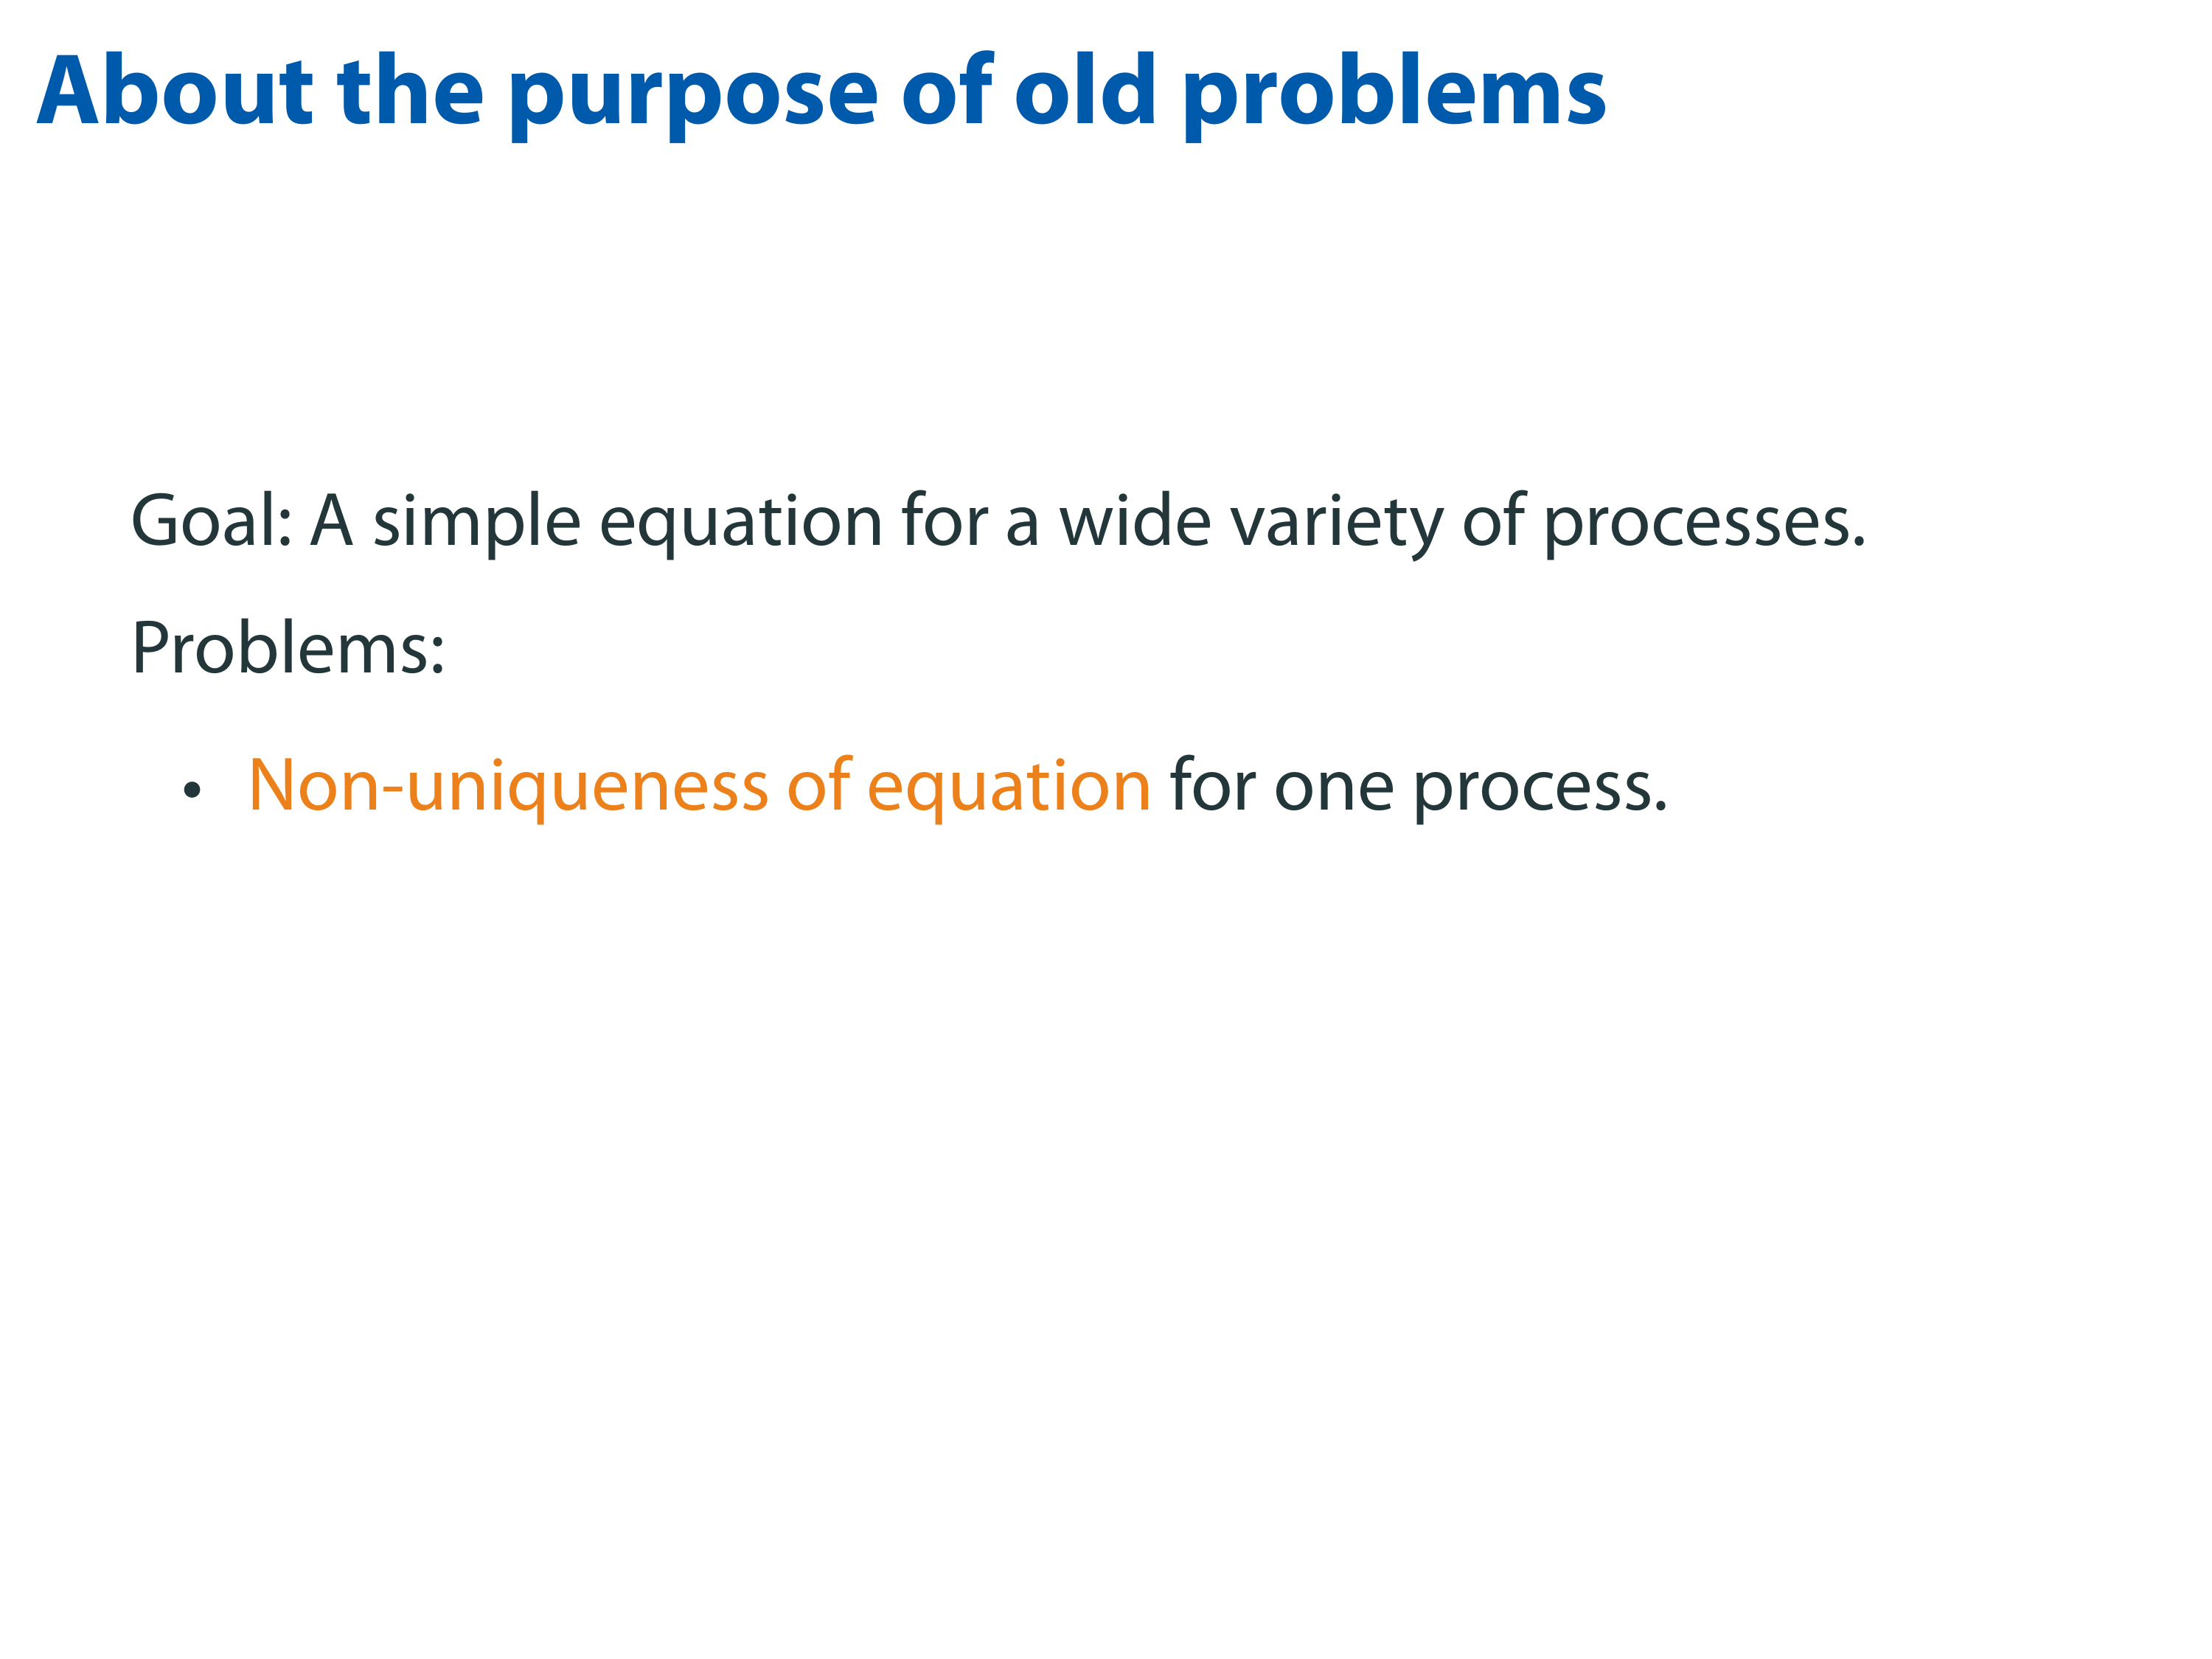 About the purpose of old problems
Goal: A simple equation for a wide variety of processes.
Problems:
• Non-uniqueness of equation for one process.